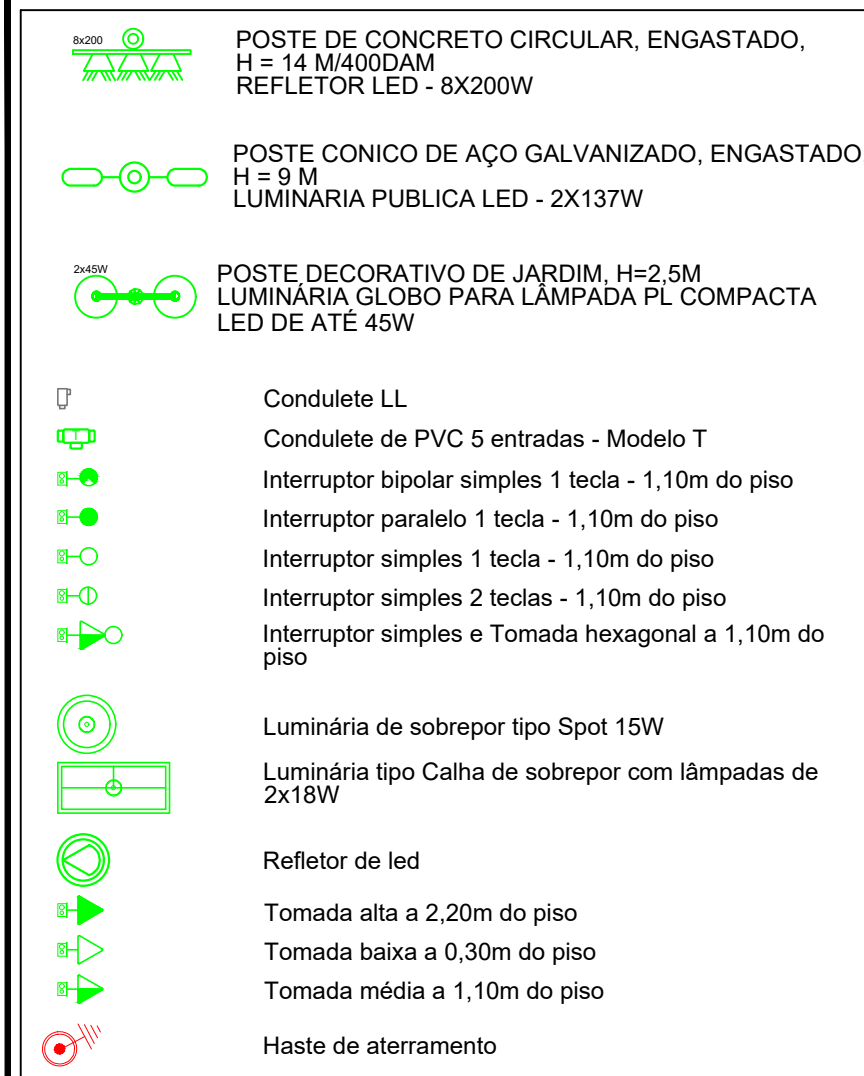 8x200
POSTE DE CONCRETO CIRCULAR, ENGASTADO,
H = 14 M/400DAM
REFLETOR LED - 8X200W
POSTE CONICO DE AÇO GALVANIZADO, ENGASTADO
H = 9 M
LUMINARIA PUBLICA LED - 2X137W
2x45W
POSTE DECORATIVO DE JARDIM, H=2,5M
LUMINÁRIA GLOBO PARA LÂMPADA PL COMPACTA
LED DE ATÉ 45W
Condulete LL
Condulete de PVC 5 entradas - Modelo T
Interruptor bipolar simples 1 tecla - 1,10m do piso
Interruptor paralelo 1 tecla - 1,10m do piso
Interruptor simples 1 tecla - 1,10m do piso
Interruptor simples 2 teclas - 1,10m do piso
Interruptor simples e Tomada hexagonal a 1,10m do
piso
Luminária de sobrepor tipo Spot 15W
Luminária tipo Calha de sobrepor com lâmpadas de
2x18W
Refletor de led
Tomada alta a 2,20m do piso
Tomada baixa a 0,30m do piso
Tomada média a 1,10m do piso
Haste de aterramento